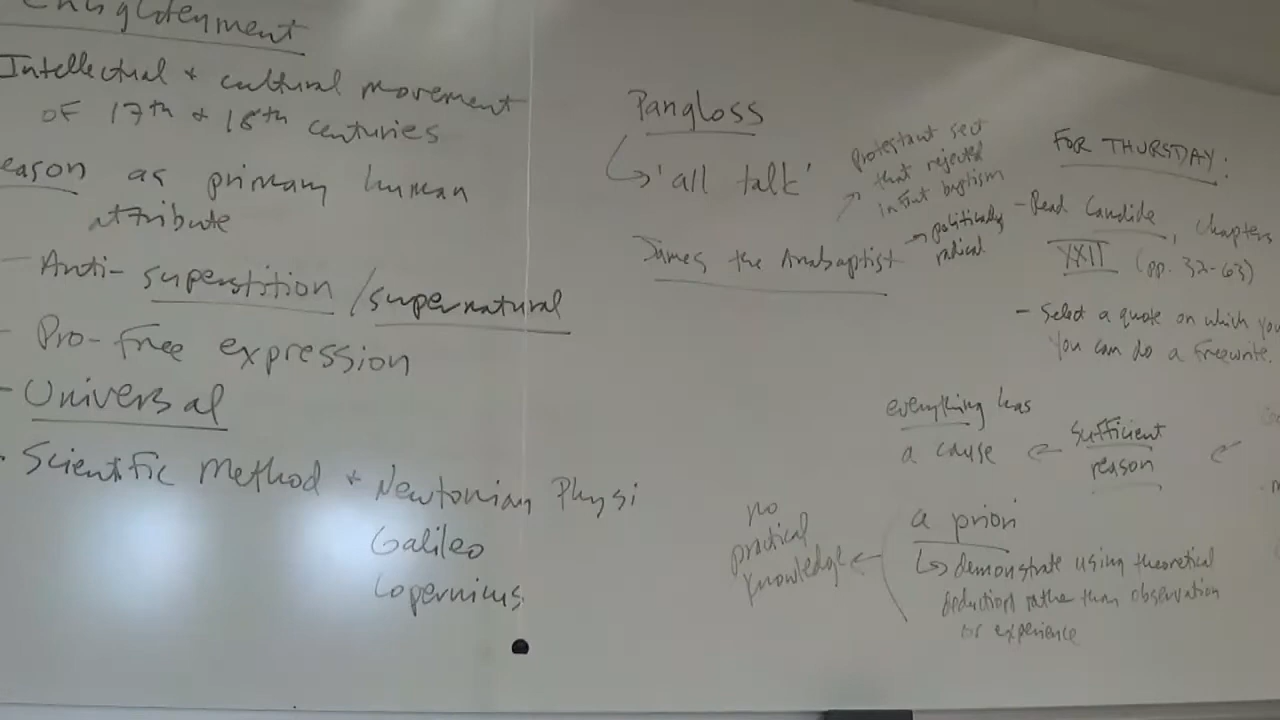 Enlightenment
Intellectual + cultural movement
of 17th + 18th centuries
eason as primary human
attribute
- Anti-superstition/supernatural
- Pro-free expression
- Universal
- Scientific Method + Newtonian Physi
Galileo
Copernicus
Pangloss
'all talk'
James the Anabaptist
Protestant sect
that rejected
infant baptism
politically
radical
FOR THURSDAY:
- Read Candide, chapters
XXII (pp. 32-63)
- Select a quote on which you
you can do a freewrite.
everything has
a cause
sufficient
reason
no
practical
knowledge
a priori
demonstrate using theoretical
deduction rather than observation
or experience